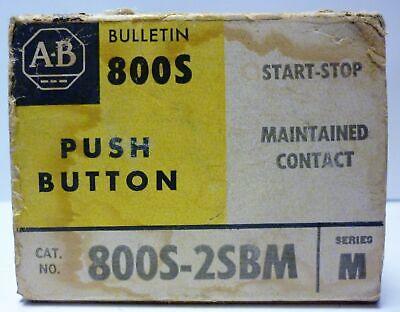 A-B
BULLETIN
800S
START-STOP
PUSH
BUTTON
MAINTAINED
CONTACT
CAT.
NO.
800S-2SBM
SERIES
M